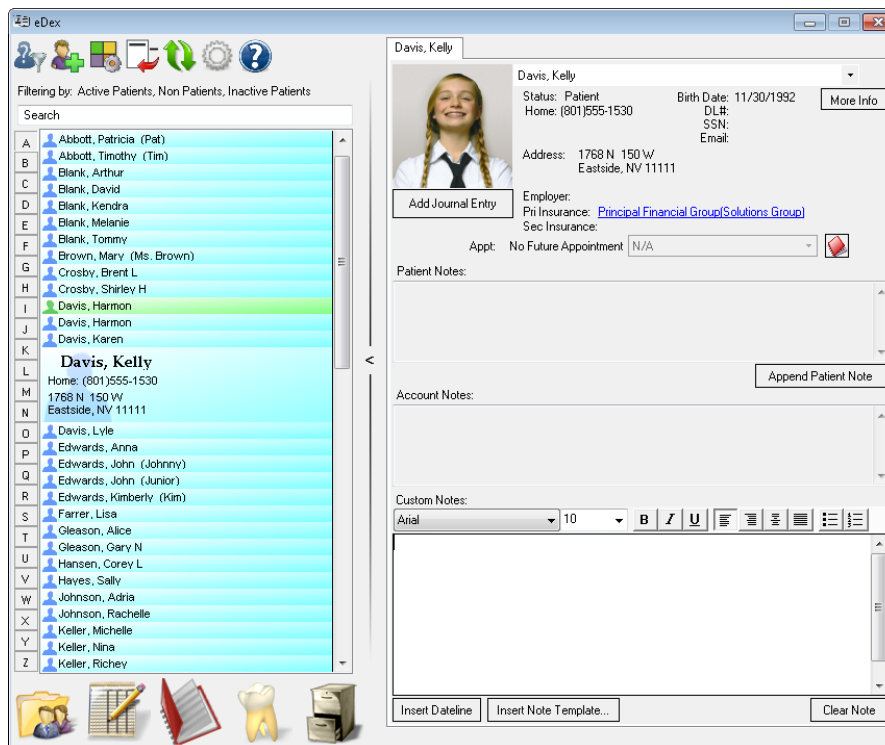 eDex
Filtering by: Active Patients, Non Patients, Inactive Patients
Search
A
B
C
D
E
F
G
H
I
J
K
L
M
N
O
P
Q
R
S
T
U
V
W
X
Y
Z
Abbott, Patricia (Pat)
Abbott, Timothy (Tim)
Blank, Arthur
Blank, David
Blank, Kendra
Blank, Melanie
Blank, Tommy
Brown, Mary (Ms. Brown)
Crosby, Brent L
Crosby, Shirley H
Davis, Harmon
Davis, Harmon
Davis, Karen
Davis, Kelly
Home: (801)555-1530
1768 N 150 W
Eastside, NV 11111
Davis, Lyle
Edwards, Anna
Edwards, John (Johnny)
Edwards, John (Junior)
Edwards, Kimberly (Kim)
Farrer, Lisa
Gleason, Alice
Gleason, Gary N
Hansen, Corey L
Hayes, Sally
Johnson, Adria
Johnson, Rachelle
Keller, Michelle
Keller, Nina
Keller, Richey
<
Davis, Kelly
Davis, Kelly
Status: Patient
Home: (801)555-1530
Birth Date: 11/30/1992
DL#:
SSN:
Email:
More Info
Address: 1768 N 150 W
Eastside, NV 11111
Add Journal Entry
Employer:
Pri Insurance: Principal Financial Group(Solutions Group)
Sec Insurance:
Appt: No Future Appointment N/A
Patient Notes:
Append Patient Note
Account Notes:
Custom Notes:
Arial 10 B I U
Insert Dateline Insert Note Template... Clear Note